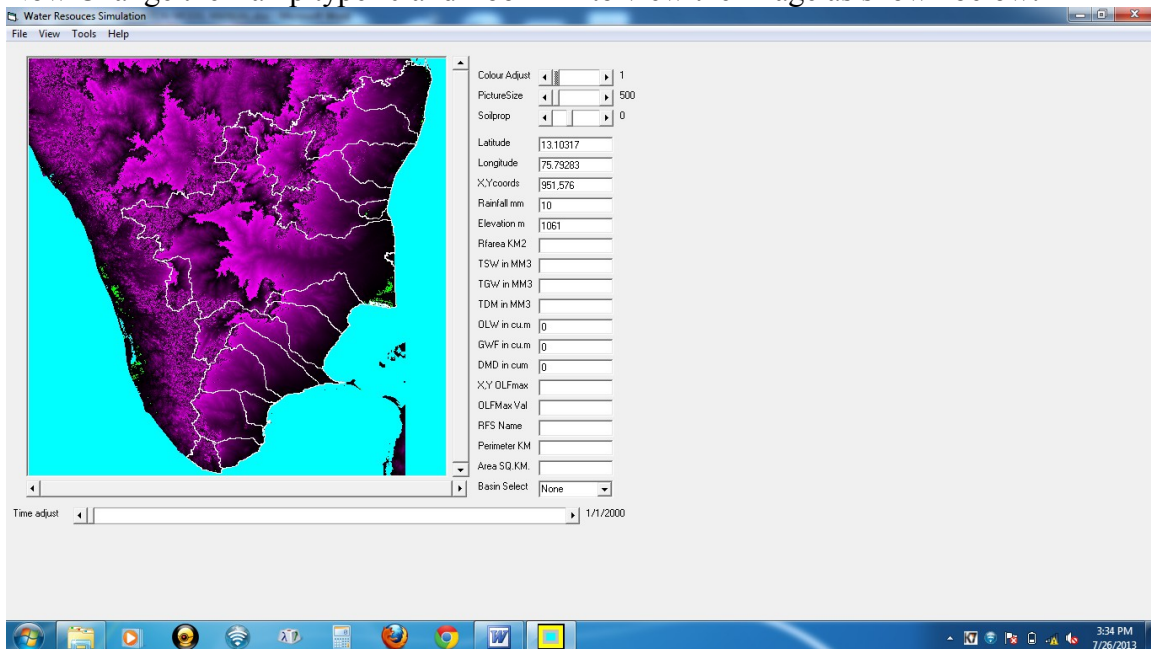 Water Resouces Simulation
File View Tools Help
Colour Adjust 1
PictureSize 500
Soilprop 0
Latitude 13.10317
Longitude 75.79283
X,Ycoords 951,576
Rainfall mm 10
Elevation m 1061
Rfarea KM2
TSW in MM3
TGW in MM3
TDM in MM3
OLW in cu.m 0
GWF in cu.m 0
DMD in cum 0
X,Y OLFmax
OLFMax Val
RFS Name
Perimeter KM
Area SQ.KM.
Basin Select None
Time adjust 1/1/2000
3:34 PM
7/26/2013